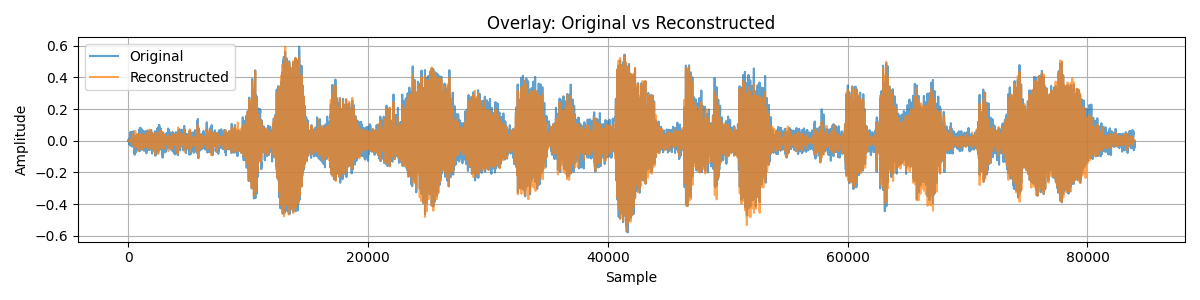 Overlay: Original vs Reconstructed
Original
Reconstructed
Amplitude
0.6
0.4
0.2
0.0
−0.2
−0.4
−0.6
0
20000
40000
60000
80000
Sample